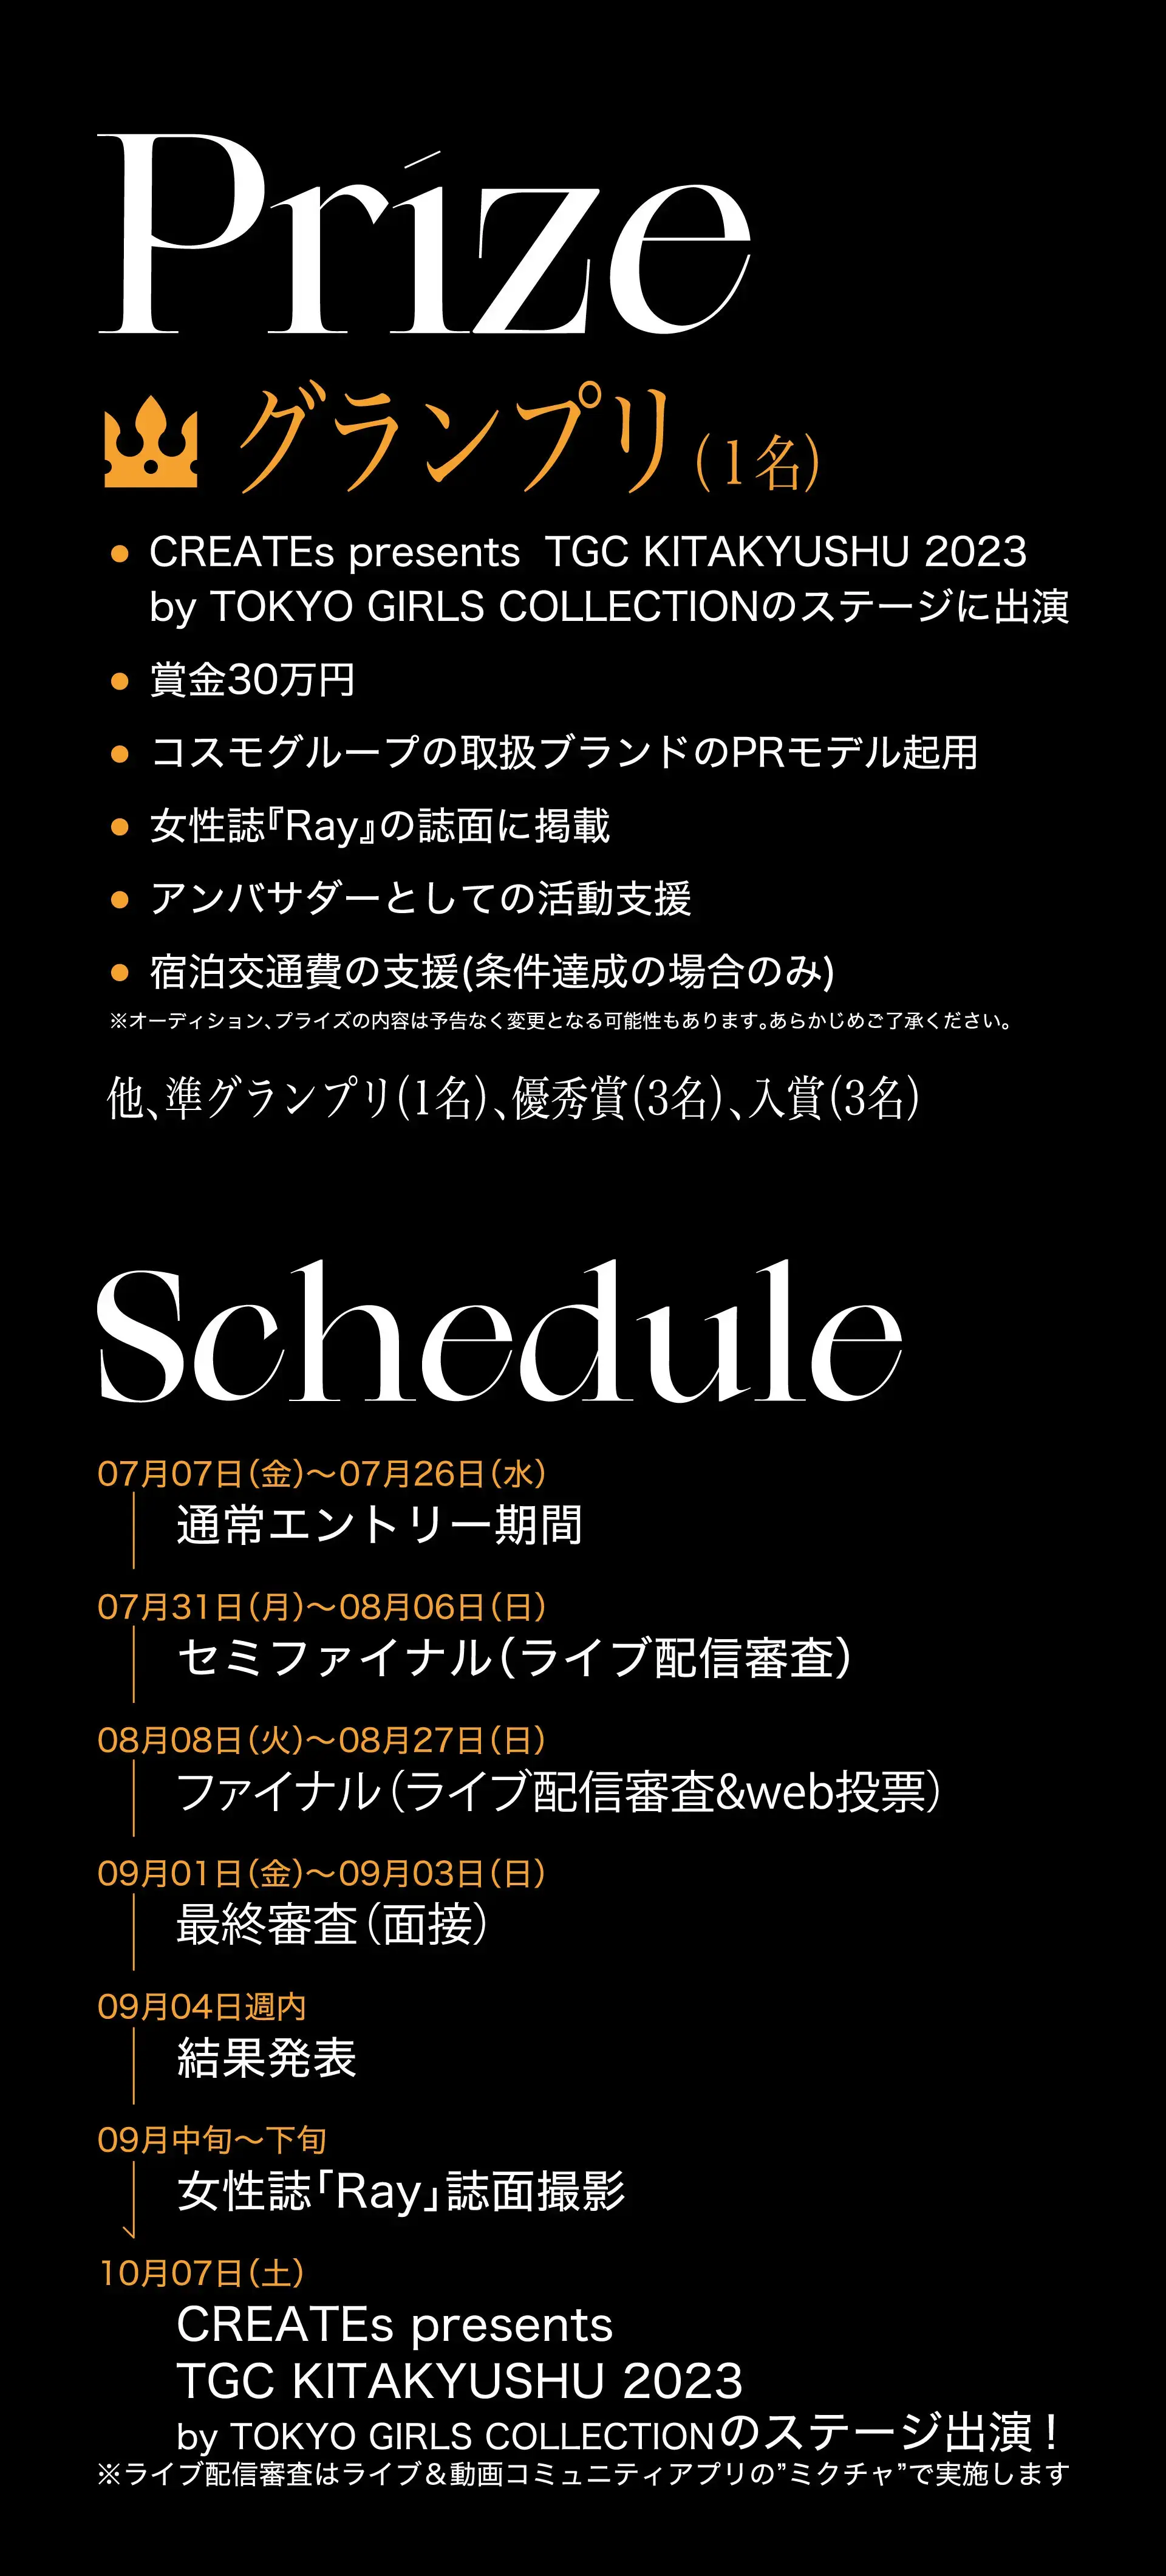 Prize
グランプリ(1名)
● CREATEs presents TGC KITAKYUSHU 2023
by TOKYO GIRLS COLLECTIONのステージに出演
● 賞金30万円
● コスモグループの取扱ブランドのPRモデル起用
● 女性誌『Ray』の誌面に掲載
● アンバサダーとしての活動支援
● 宿泊交通費の支援(条件達成の場合のみ)
※オーディション、プライズの内容は予告なく変更となる可能性もあります。あらかじめご了承ください。
他、準グランプリ(1名)、優秀賞(3名)、入賞(3名)
Schedule
07月07日(金)～07月26日(水)
通常エントリー期間
07月31日(月)～08月06日(日)
セミファイナル(ライブ配信審査)
08月08日(火)～08月27日(日)
ファイナル(ライブ配信審査&web投票)
09月01日(金)～09月03日(日)
最終審査(面接)
09月04日週内
結果発表
09月中旬～下旬
女性誌「Ray」誌面撮影
10月07日(土)
CREATEs presents
TGC KITAKYUSHU 2023
by TOKYO GIRLS COLLECTIONのステージ出演！
※ライブ配信審査はライブ＆動画コミュニティアプリの”ミクチャ”で実施します